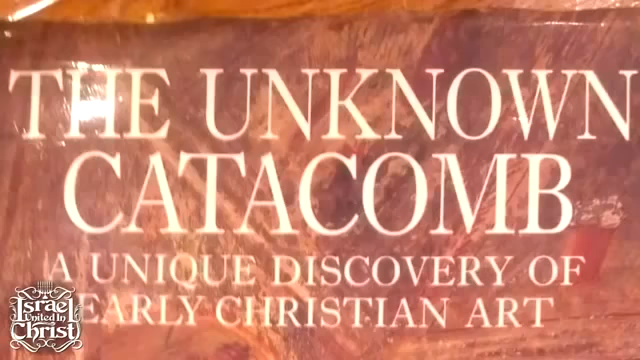 THE UNKNOWN
CATACOMB
A UNIQUE DISCOVERY OF
EARLY CHRISTIAN ART
Israel
United In
Christ